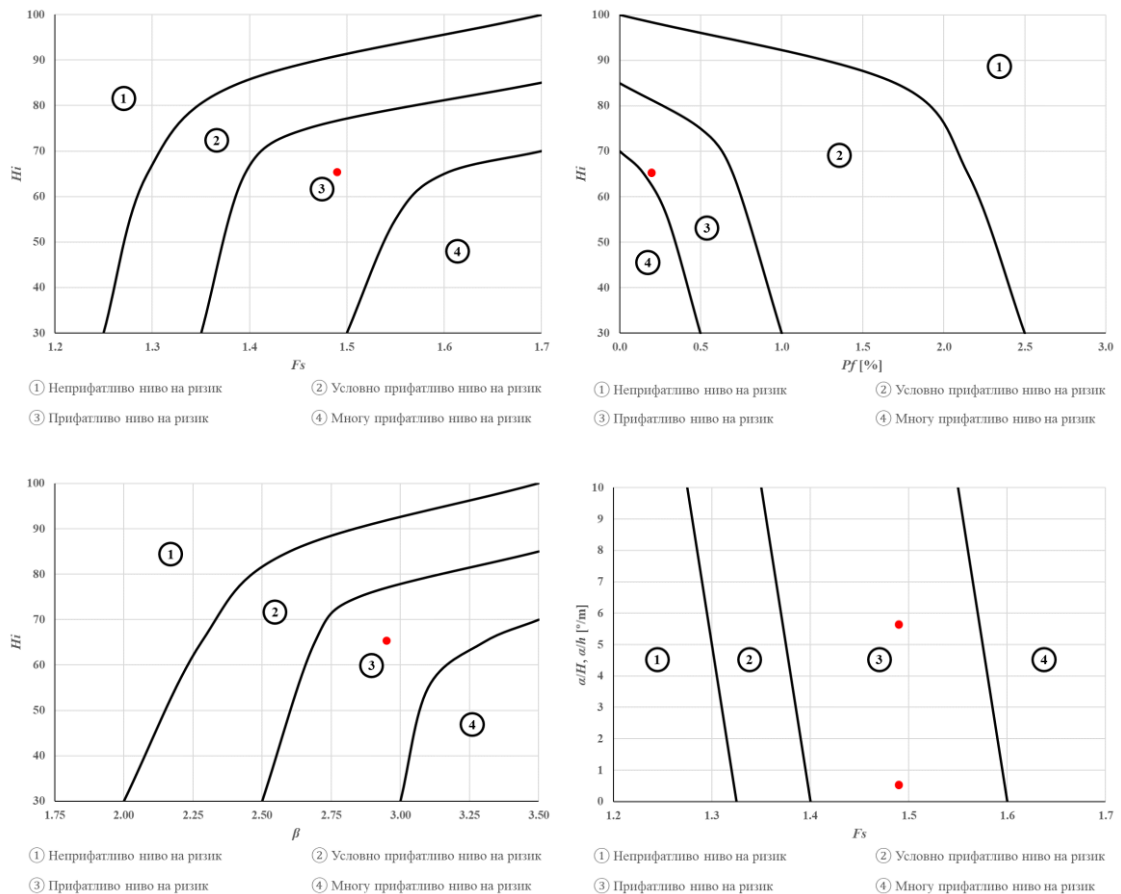 100
90
80
70
60
50
40
30
Hi
1
2
3
4
1.2 1.3 1.4 1.5 1.6 1.7
Fs
① Неприфатливо ниво на ризик ② Условно прифатливо ниво на ризик
③ Прифатливо ниво на ризик ④ Многу прифатливо ниво на ризик
100
90
80
70
60
50
40
30
Hi
1
2
3
4
0.0 0.5 1.0 1.5 2.0 2.5 3.0
Pf [%]
① Неприфатливо ниво на ризик ② Условно прифатливо ниво на ризик
③ Прифатливо ниво на ризик ④ Многу прифатливо ниво на ризик
100
90
80
70
60
50
40
30
Hi
1
2
3
4
1.75 2.00 2.25 2.50 2.75 3.00 3.25 3.50
β
① Неприфатливо ниво на ризик ② Условно прифатливо ниво на ризик
③ Прифатливо ниво на ризик ④ Многу прифатливо ниво на ризик
10
9
8
7
6
5
4
3
2
1
0
α/H, α/h [°/m]
1 2 3 4
1.2 1.3 1.4 1.5 1.6 1.7
Fs
① Неприфатливо ниво на ризик ② Условно прифатливо ниво на ризик
③ Прифатливо ниво на ризик ④ Многу прифатливо ниво на ризик